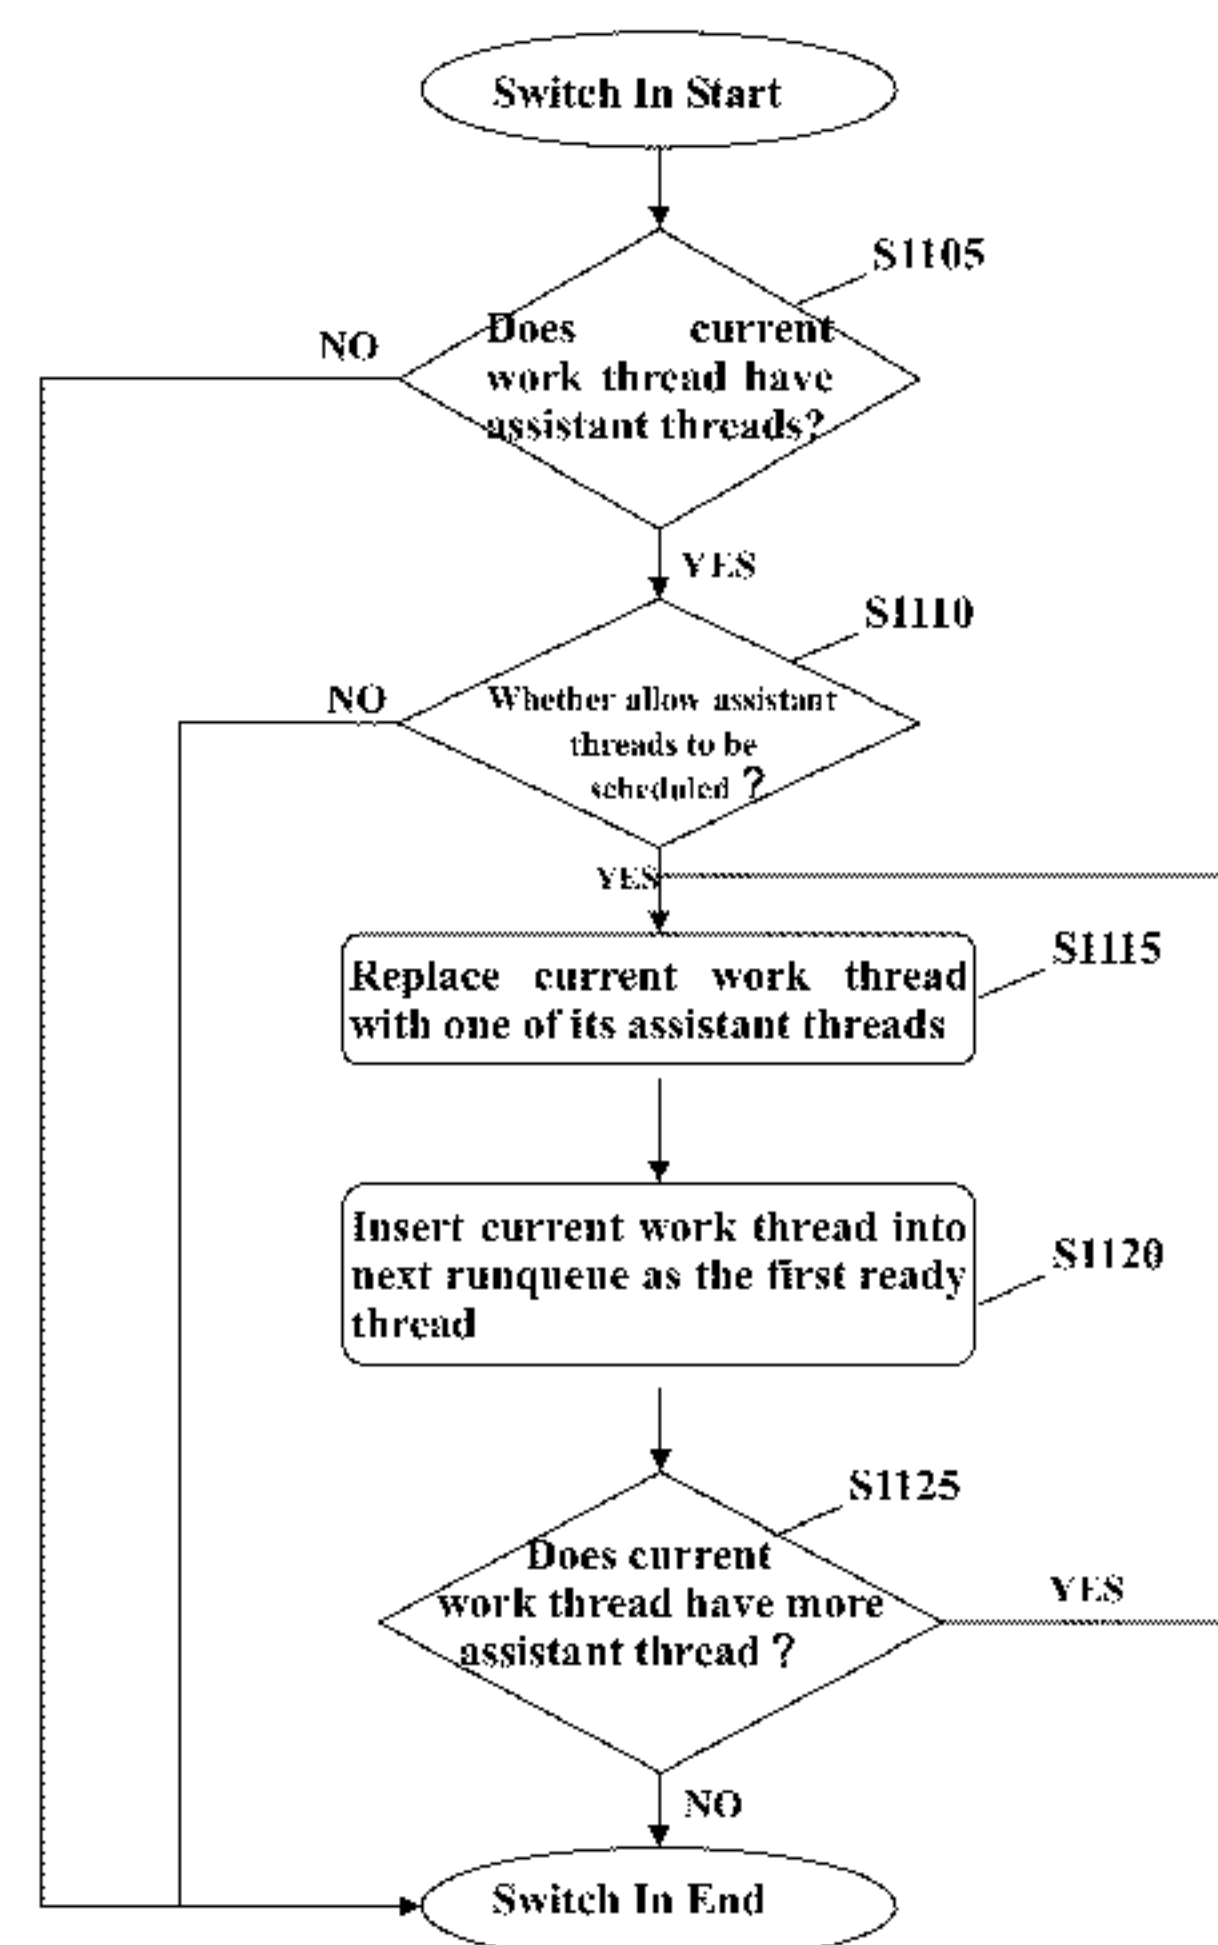 Switch In Start
S1105
NO
Does current
work thread have
assistant threads?
YES
S1110
NO
Whether allow assistant
threads to be
scheduled ?
YES
S1115
Replace current work thread
with one of its assistant threads
S1120
Insert current work thread into
next runqueue as the first ready
thread
S1125
Does current
work thread have more
assistant thread ?
YES
NO
Switch In End